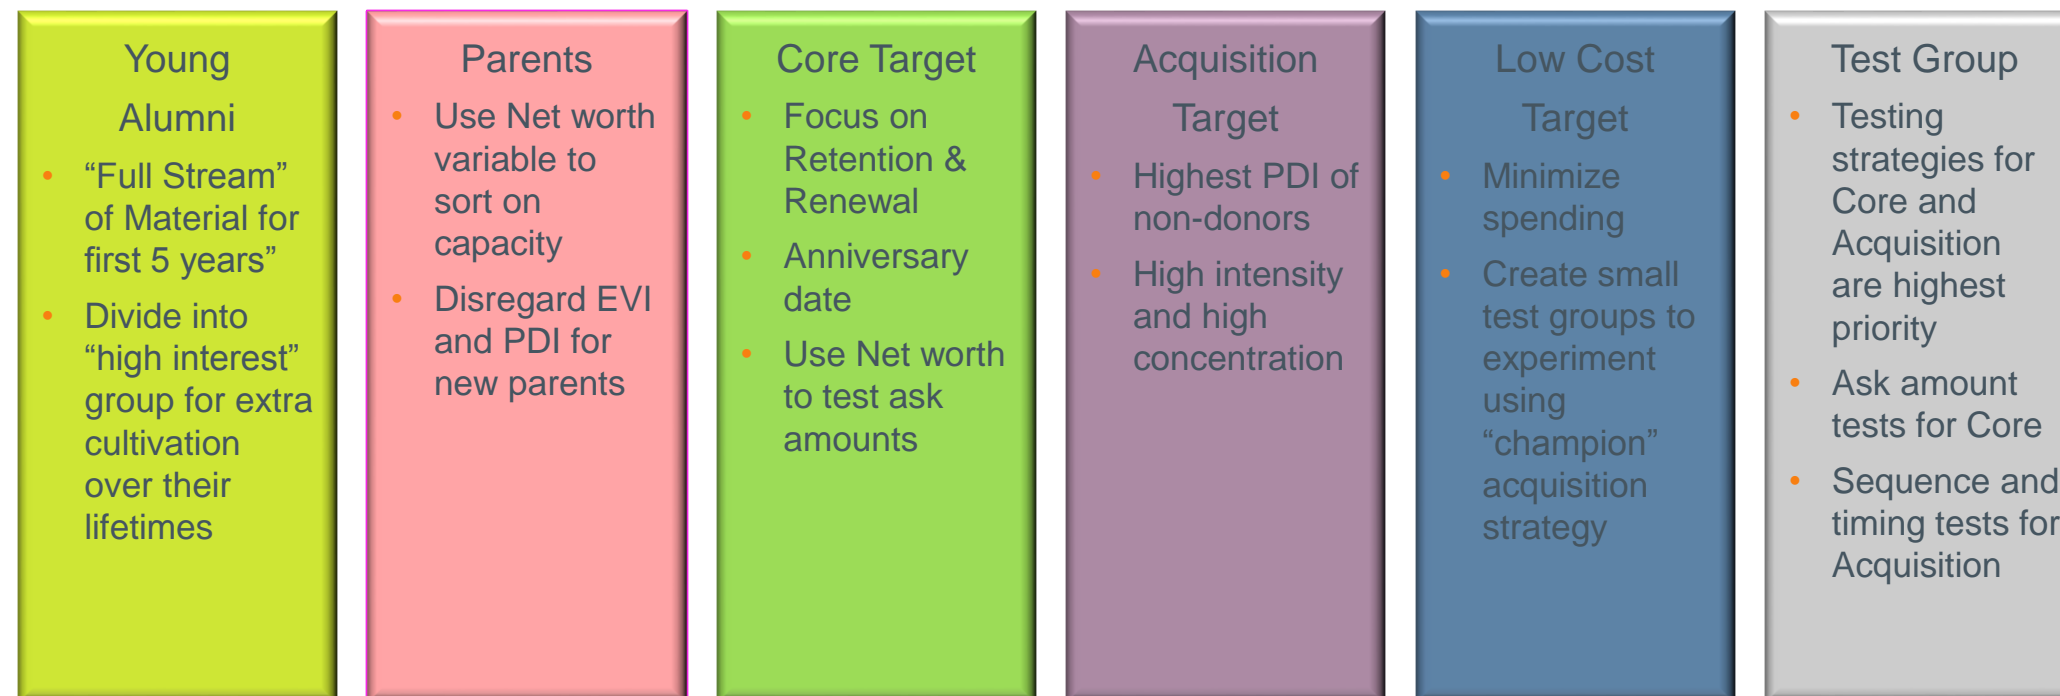 Young
Alumni
• “Full Stream”
of Material for
first 5 years”
• Divide into
“high interest”
group for extra
cultivation
over their
lifetimes
Parents
• Use Net worth
variable to
sort on
capacity
• Disregard EVI
and PDI for
new parents
Core Target
• Focus on
Retention &
Renewal
• Anniversary
date
• Use Net worth
to test ask
amounts
Acquisition
Target
• Highest PDI of
non-donors
• High intensity
and high
concentration
Low Cost
Target
• Minimize
spending
• Create small
test groups to
experiment
using
“champion”
acquisition
strategy
Test Group
• Testing
strategies for
Core and
Acquisition
are highest
priority
• Ask amount
tests for Core
• Sequence and
timing tests for
Acquisition